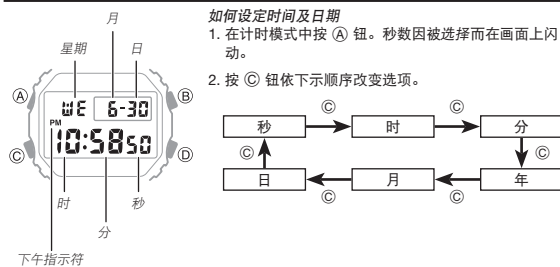 月
星期
日
Ⓐ
Ⓑ
WE 6-30
PM
10:58 50
Ⓒ
Ⓓ
时
秒
分
下午指示符
如何设定时间及日期
1. 在计时模式中按 Ⓐ 钮。秒数因被选择而在画面上闪
动。
2. 按 Ⓒ 钮依下示顺序改变选项。
Ⓒ Ⓒ
秒 时 分
Ⓒ Ⓒ
日 月 年
Ⓒ Ⓒ